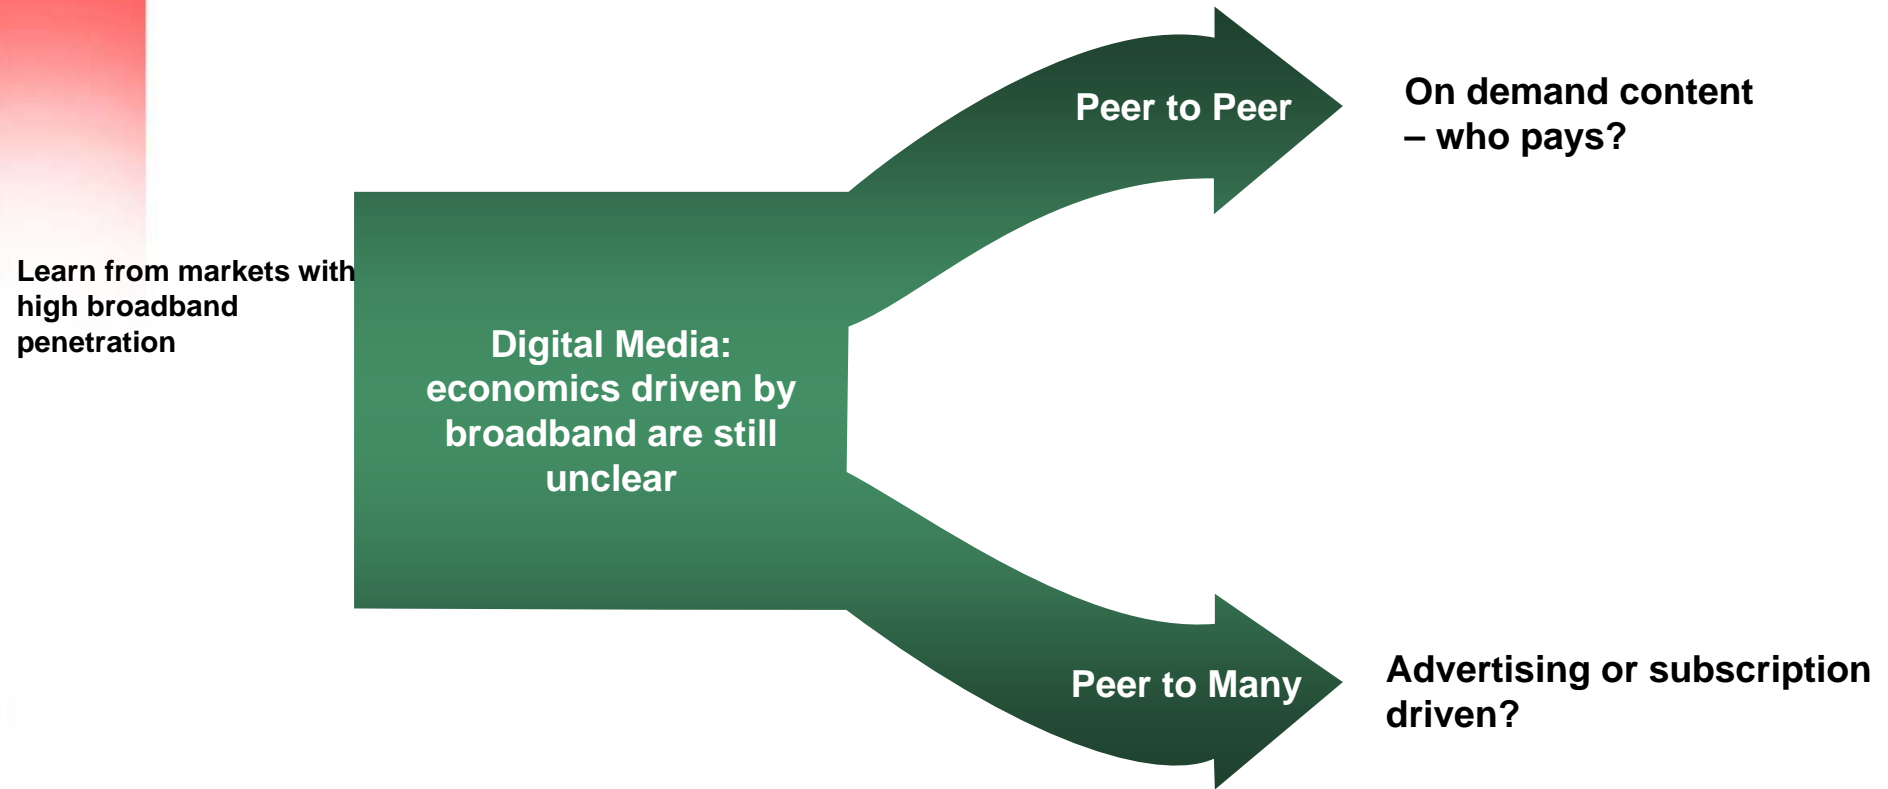 Learn from markets with
high broadband
penetration
Digital Media:
economics driven by
broadband are still
unclear
Peer to Peer
On demand content
– who pays?
Peer to Many
Advertising or subscription
driven?